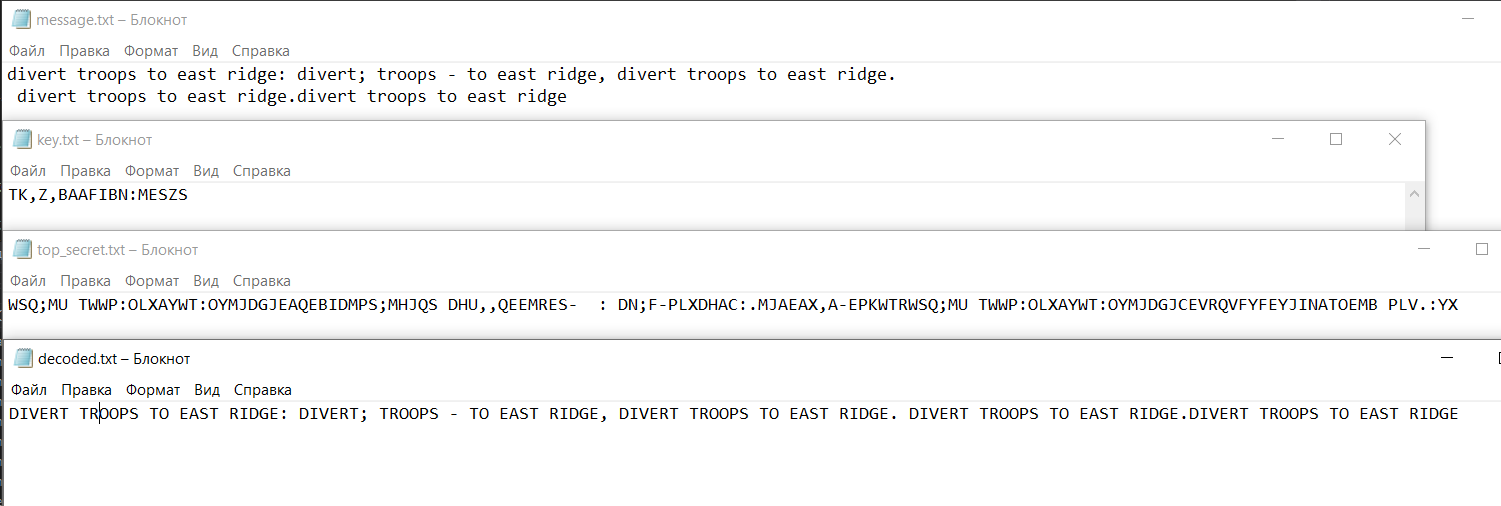 message.txt – Блокнот
Файл Правка Формат Вид Справка
divert troops to east ridge: divert; troops - to east ridge, divert troops to east ridge.
 divert troops to east ridge.divert troops to east ridge
key.txt – Блокнот
Файл Правка Формат Вид Справка
TK,Z,BAAFIBN:MESZS
top_secret.txt – Блокнот
Файл Правка Формат Вид Справка
WSQ;MU TWWP:OLXAYWT:OYMJDGJEAQEBIDMPS;MHJQS DHU,,QEEMRES-  : DN;F-PLXDHAC:.MJAEAX,A-EPKWTRWSQ;MU TWWP:OLXAYWT:OYMJDGJCEVRQVFYFEYJINATOEMB PLV.:YX
decoded.txt – Блокнот
Файл Правка Формат Вид Справка
DIVERT TROOPS TO EAST RIDGE: DIVERT; TROOPS - TO EAST RIDGE, DIVERT TROOPS TO EAST RIDGE. DIVERT TROOPS TO EAST RIDGE.DIVERT TROOPS TO EAST RIDGE